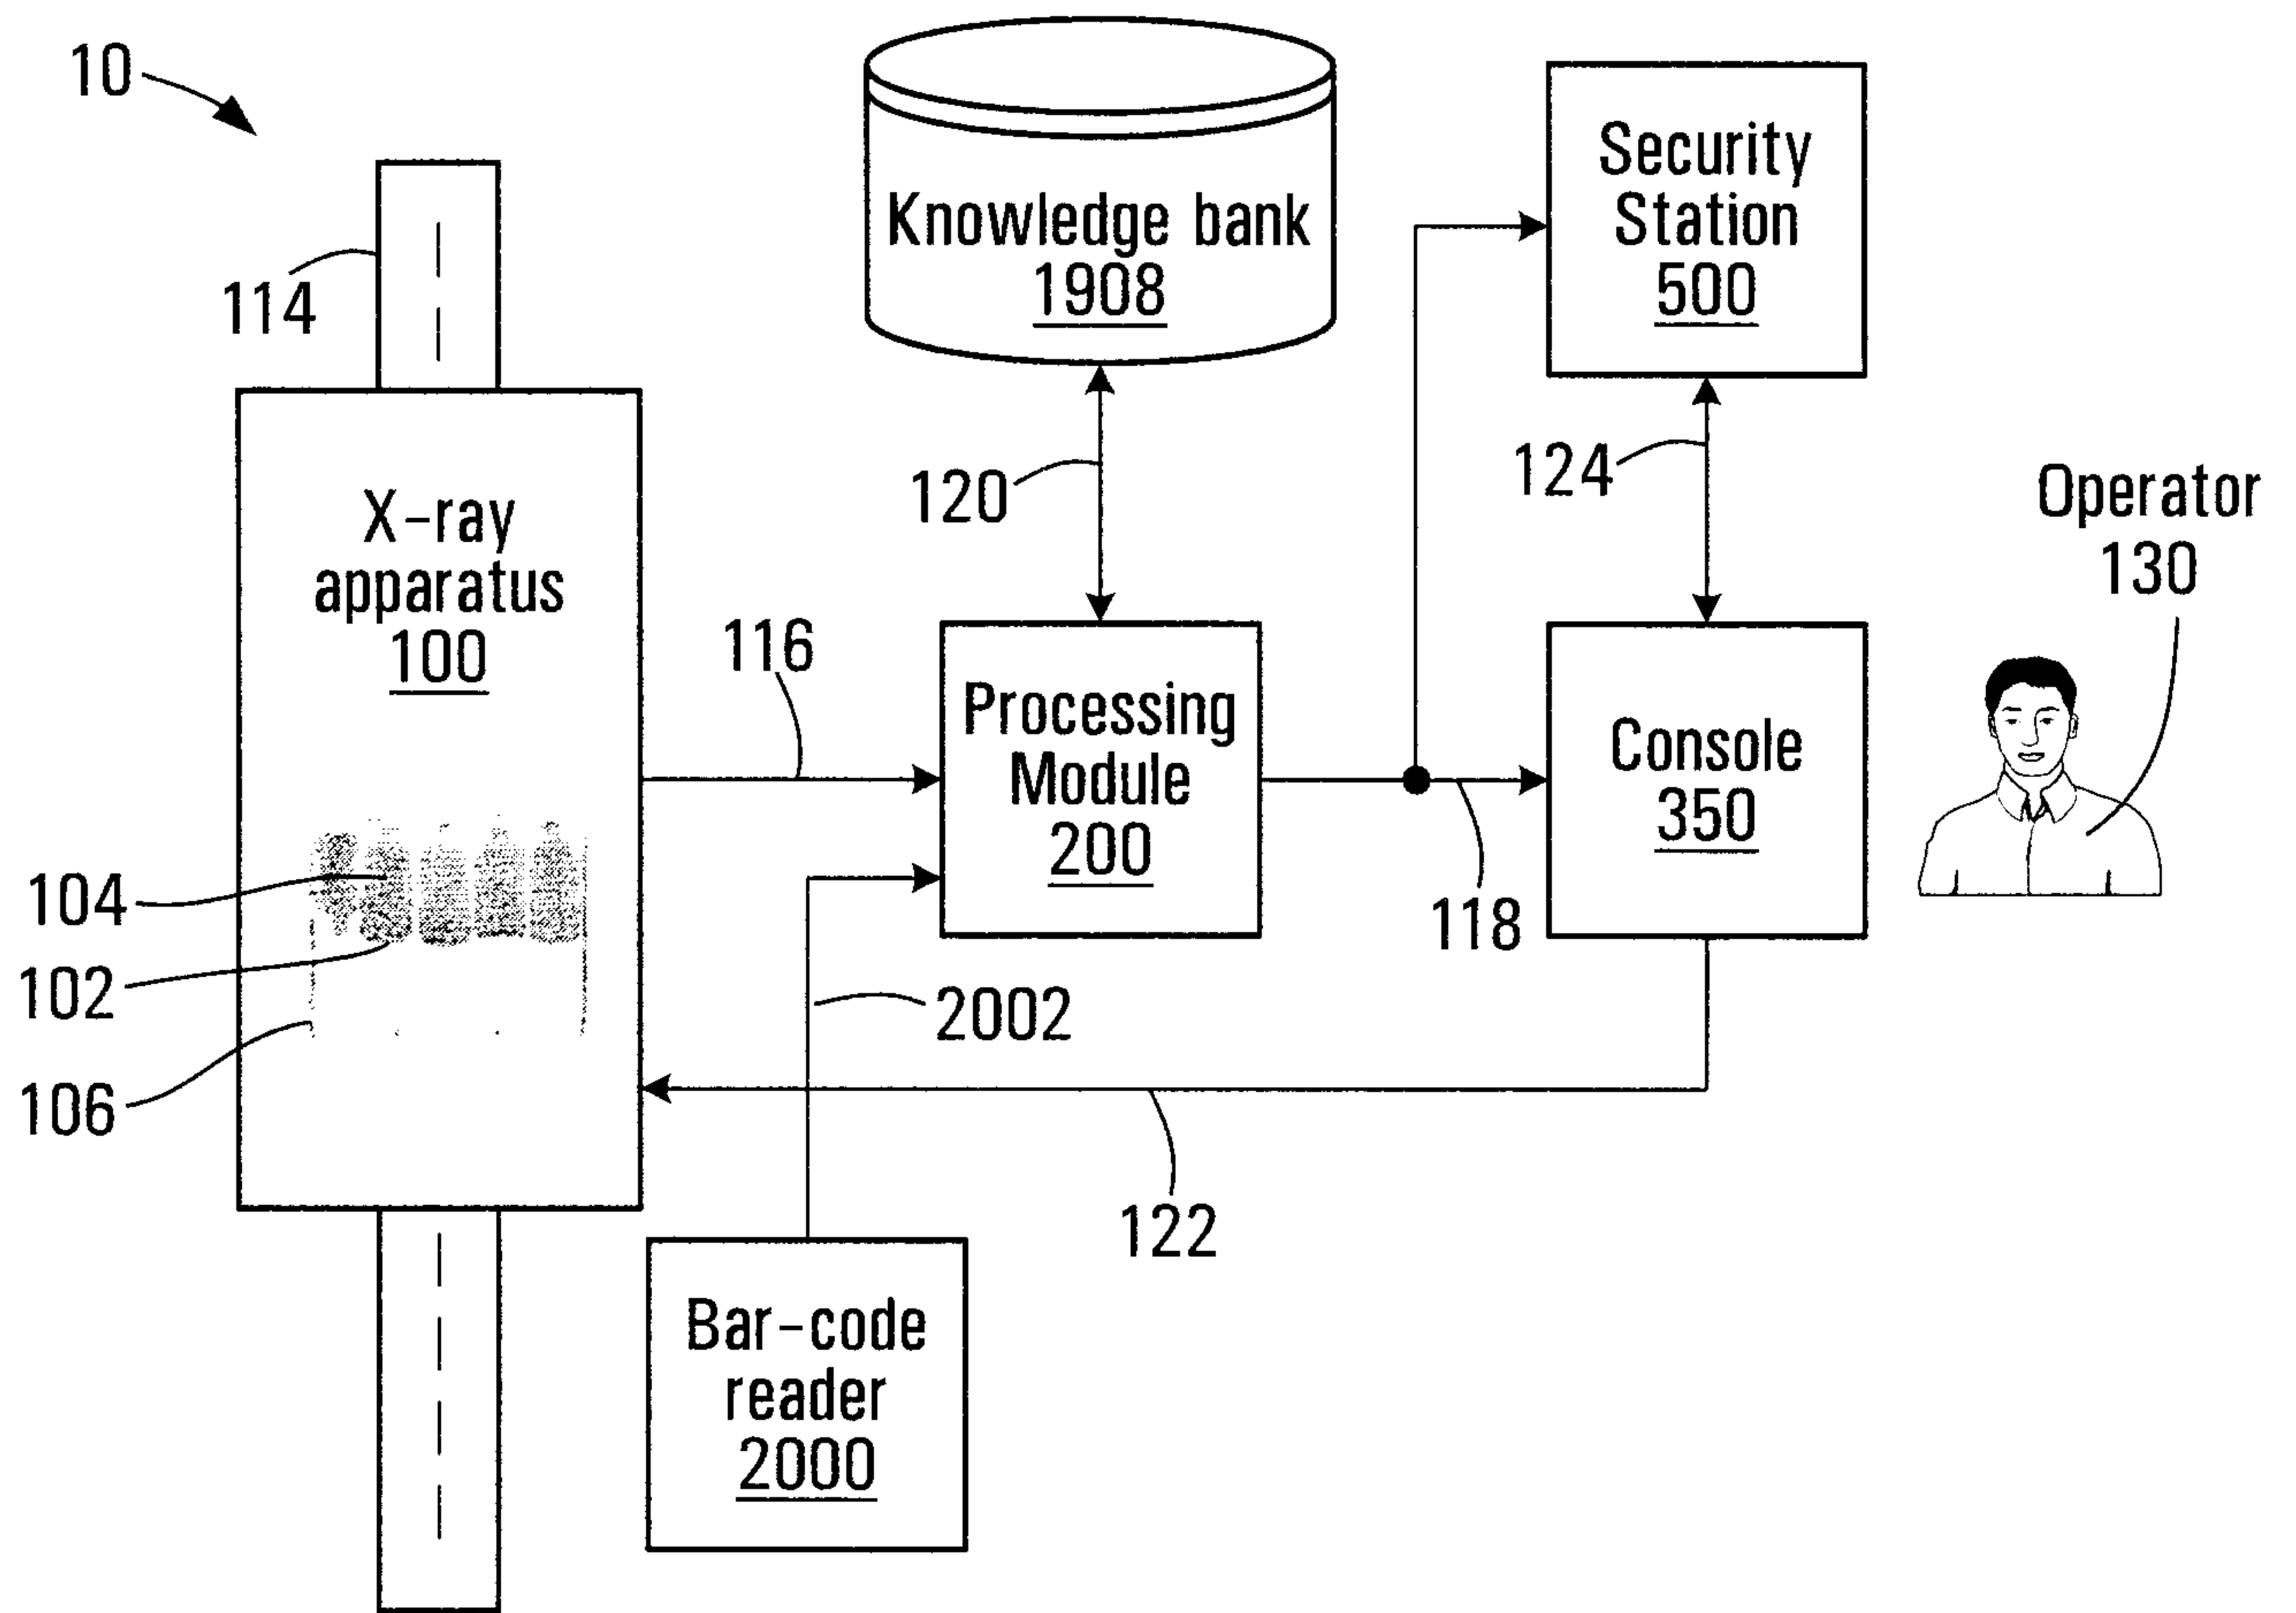 10
114
Knowledge bank
1908
Security
Station
500
X-ray
apparatus
100
120
124
Operator
130
116
Processing
Module
200
Console
350
104
102
106
118
2002
122
Bar-code
reader
2000